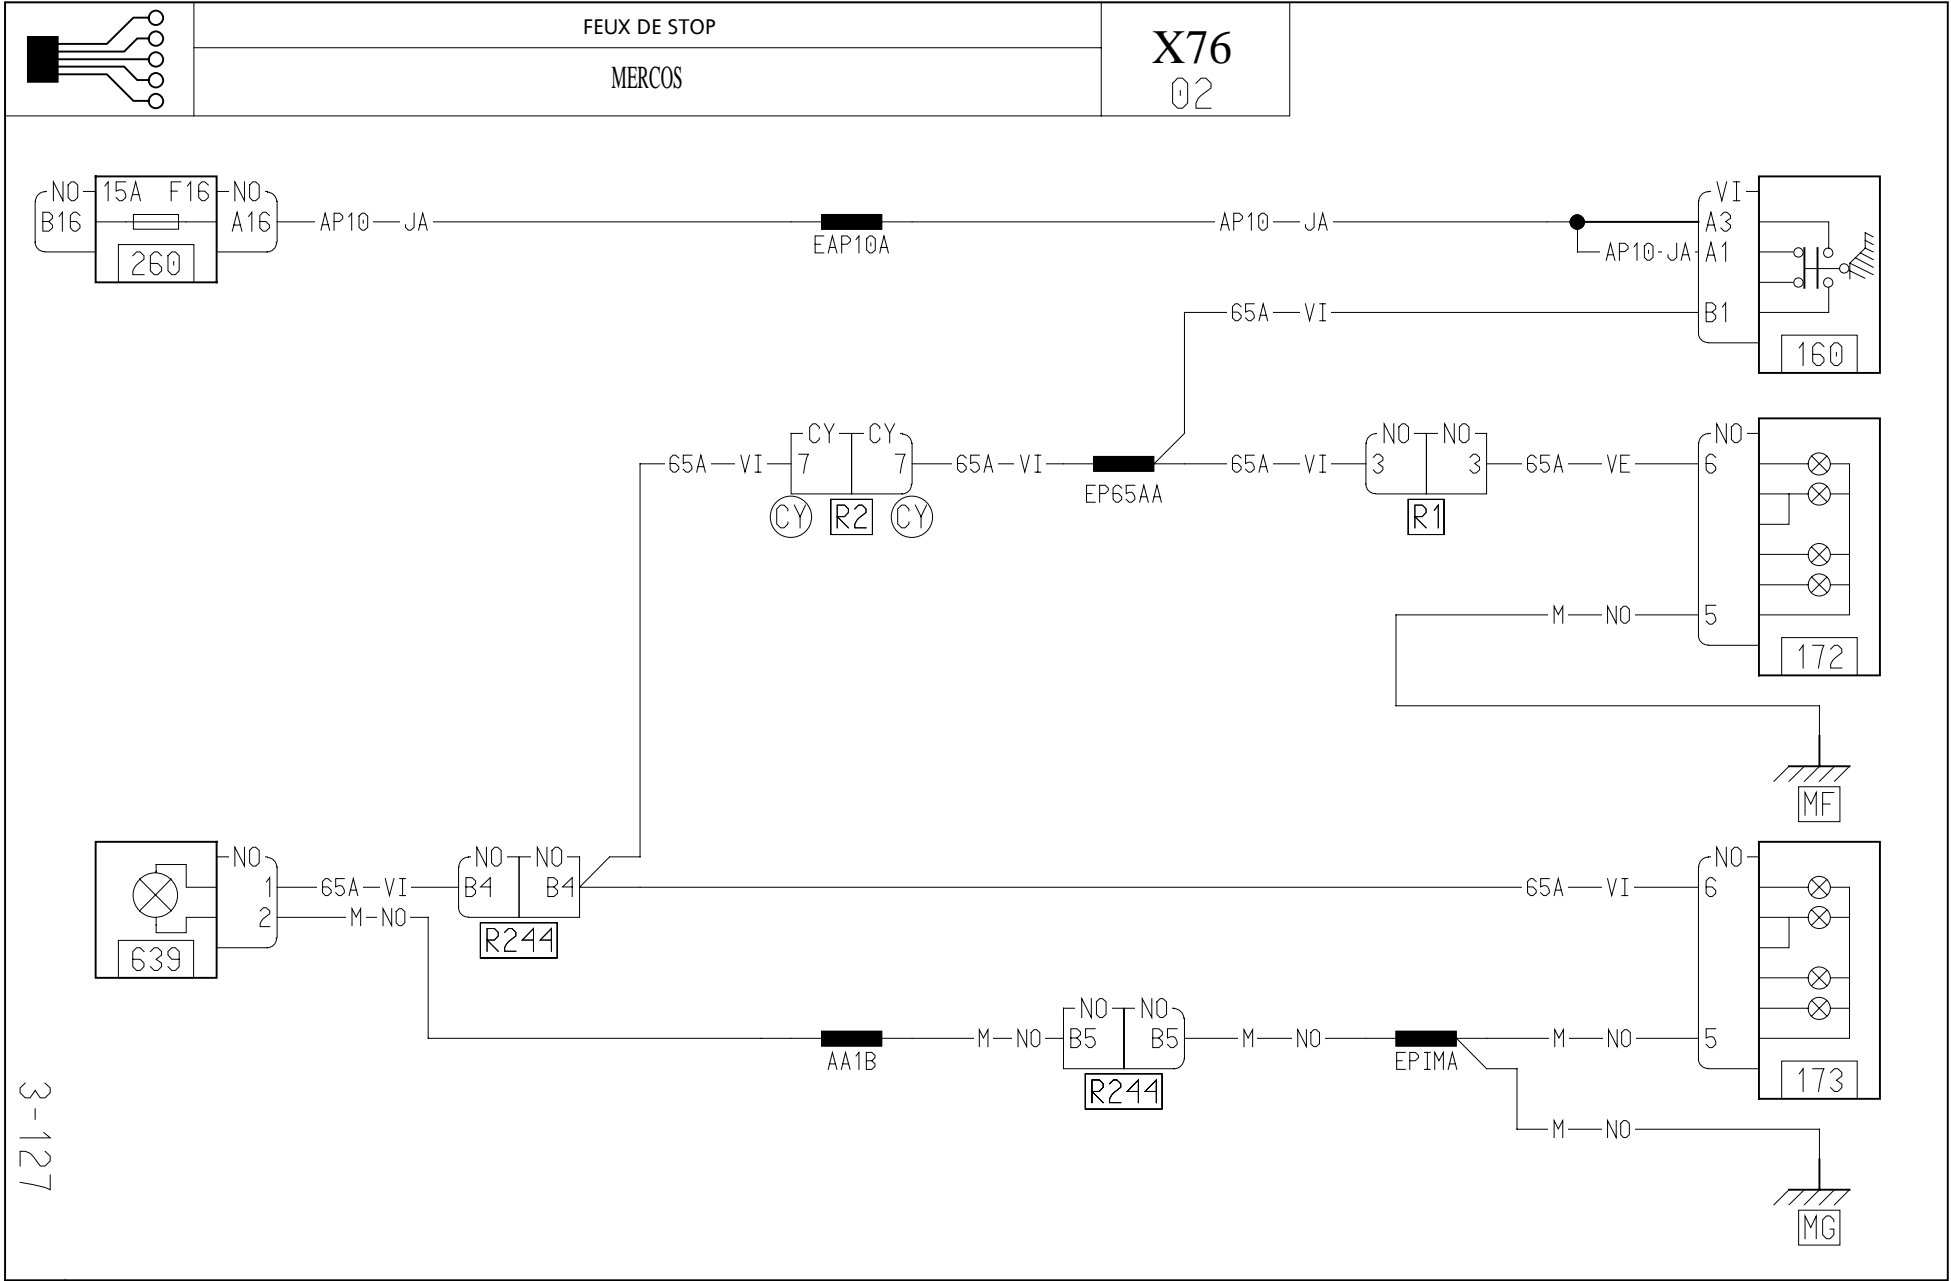 FEUX DE STOP
MERCOS
X76
02
NO 15A F16 NO
B16 A16 AP10 JA EAP10A AP10 JA
260
VI
A3
AP10-JA A1
65A VI B1
160
CY CY NO NO NO
65A VI 7 7 65A VI EP65AA 65A VI 3 3 65A VE 6
CY R2 CY R1
M NO 5
172
MF
NO NO NO NO
1 65A VI B4 B4 65A VI 6
2 M NO
639 R244
NO NO
AA1B M NO B5 B5 M NO EPIMA M NO 5
R244 173
M NO
MG
3-127